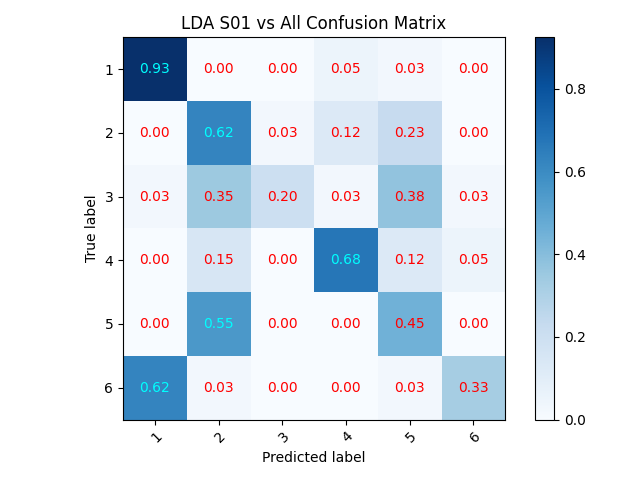 LDA S01 vs All Confusion Matrix
1 0.93 0.00 0.00 0.05 0.03 0.00
2 0.00 0.62 0.03 0.12 0.23 0.00
3 0.03 0.35 0.20 0.03 0.38 0.03
4 0.00 0.15 0.00 0.68 0.12 0.05
5 0.00 0.55 0.00 0.00 0.45 0.00
6 0.62 0.03 0.00 0.00 0.03 0.33
1 2 3 4 5 6
Predicted label
True label
0.8
0.6
0.4
0.2
0.0